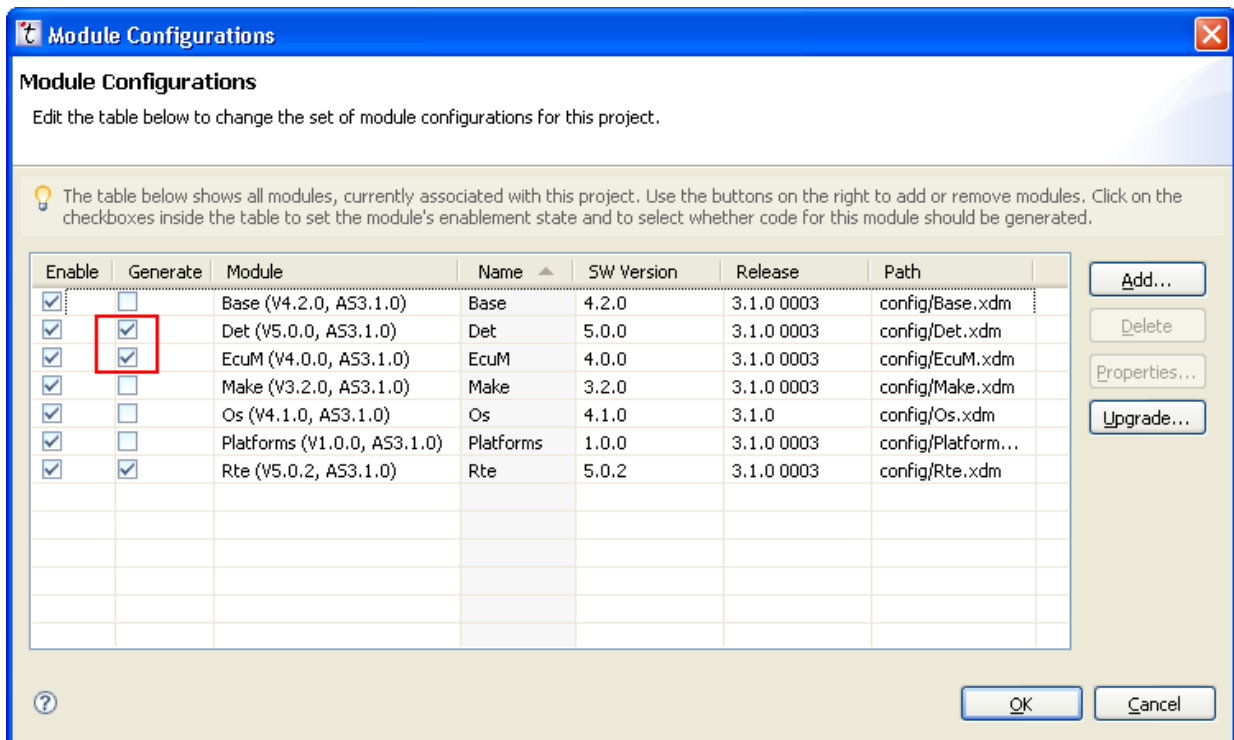 Module Configurations
Module Configurations
Edit the table below to change the set of module configurations for this project.
The table below shows all modules, currently associated with this project. Use the buttons on the right to add or remove modules. Click on the
checkboxes inside the table to set the module's enablement state and to select whether code for this module should be generated.
Enable Generate Module Name SW Version Release Path
Base (V4.2.0, AS3.1.0) Base 4.2.0 3.1.0 0003 config/Base.xdm
Det (V5.0.0, AS3.1.0) Det 5.0.0 3.1.0 0003 config/Det.xdm
EcuM (V4.0.0, AS3.1.0) EcuM 4.0.0 3.1.0 0003 config/EcuM.xdm
Make (V3.2.0, AS3.1.0) Make 3.2.0 3.1.0 0003 config/Make.xdm
Os (V4.1.0, AS3.1.0) Os 4.1.0 3.1.0 config/Os.xdm
Platforms (V1.0.0, AS3.1.0) Platforms 1.0.0 3.1.0 0003 config/Platform...
Rte (V5.0.2, AS3.1.0) Rte 5.0.2 3.1.0 0003 config/Rte.xdm
Add...
Delete
Properties...
Upgrade...
OK Cancel